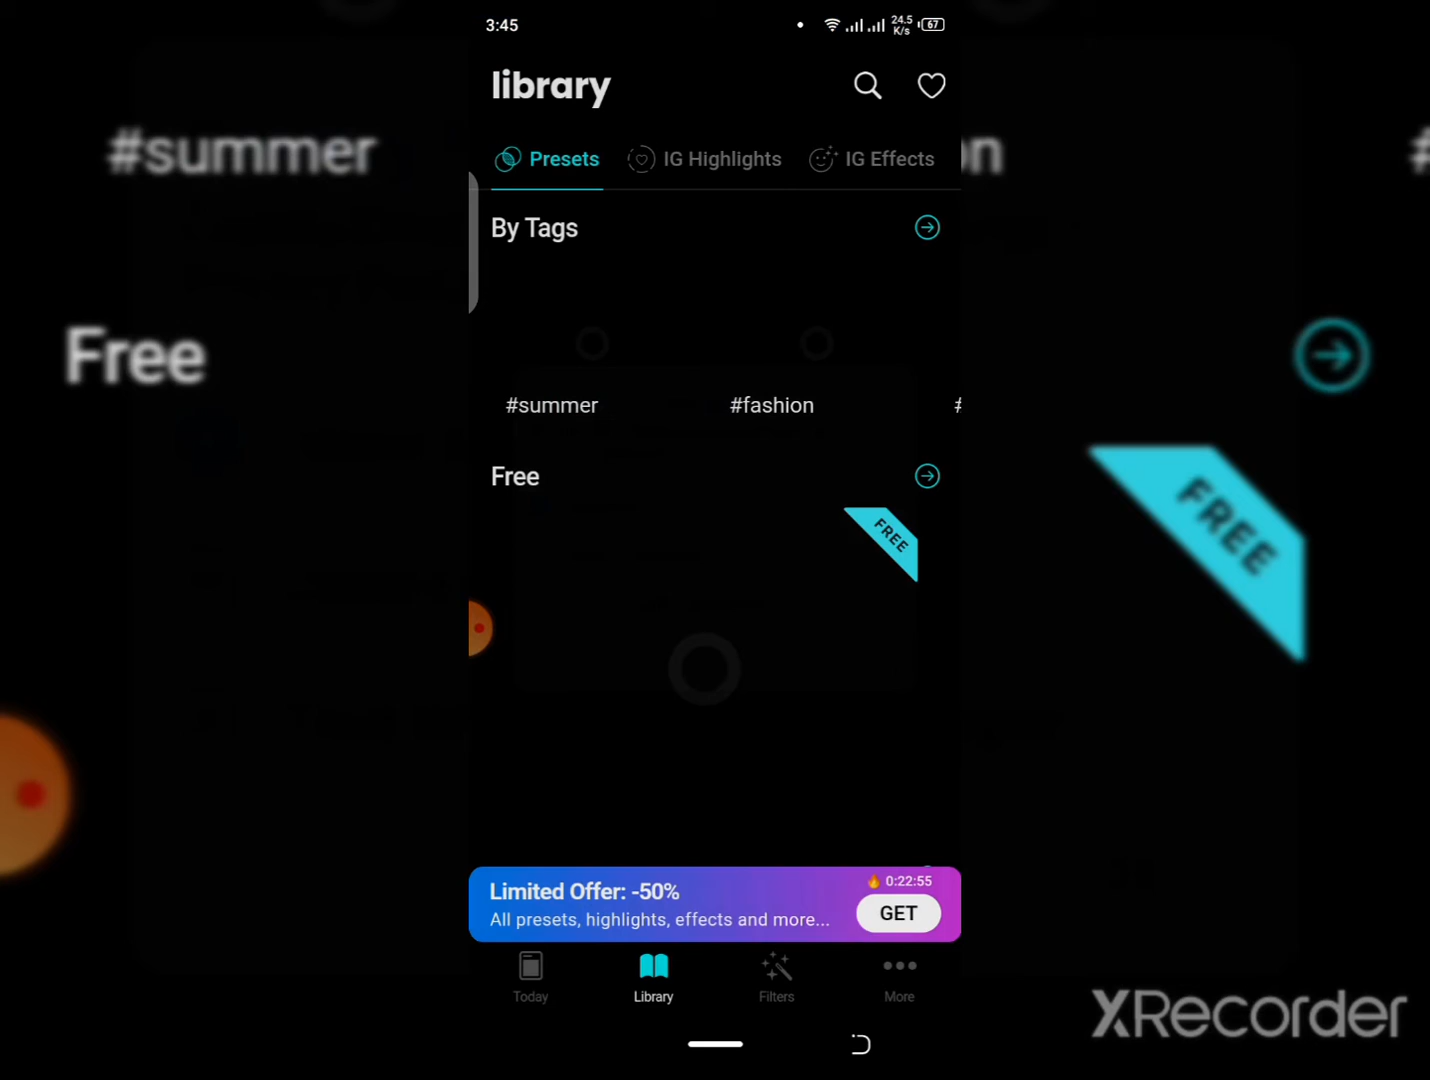 3:45
24.5
K/s
67
library
Presets
IG Highlights
IG Effects
By Tags
#summer
#fashion
#
Free
FREE
Limited Offer: -50%
0:22:55
All presets, highlights, effects and more...
GET
Today
Library
Filters
More
#summer
on
#
Free
FREE
XRecorder